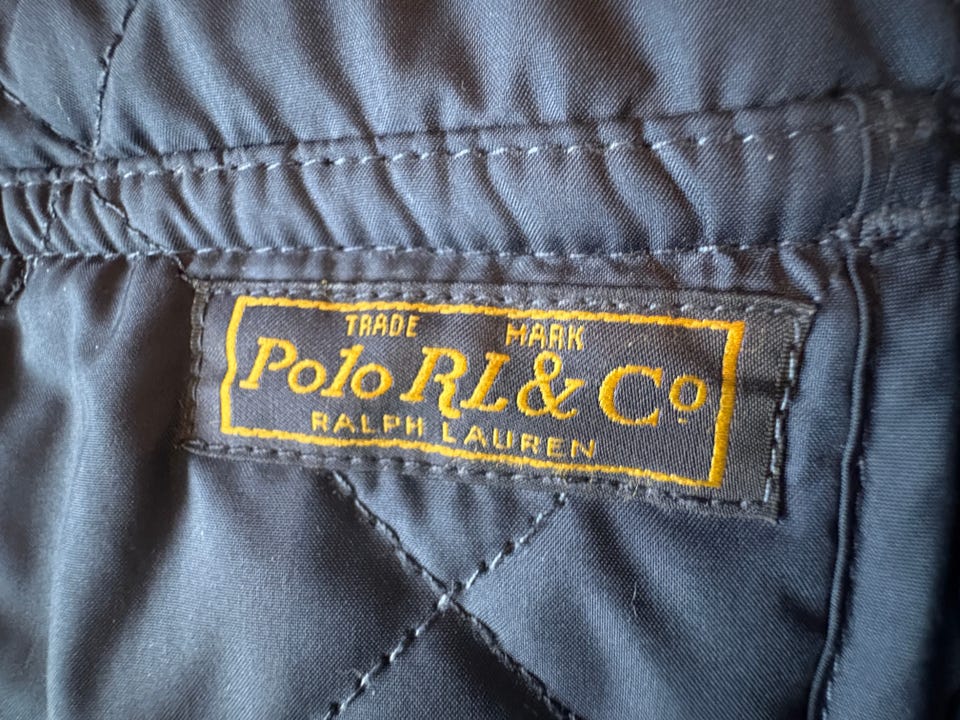 TRADE MARK
Polo RL & Co.
RALPH LAUREN